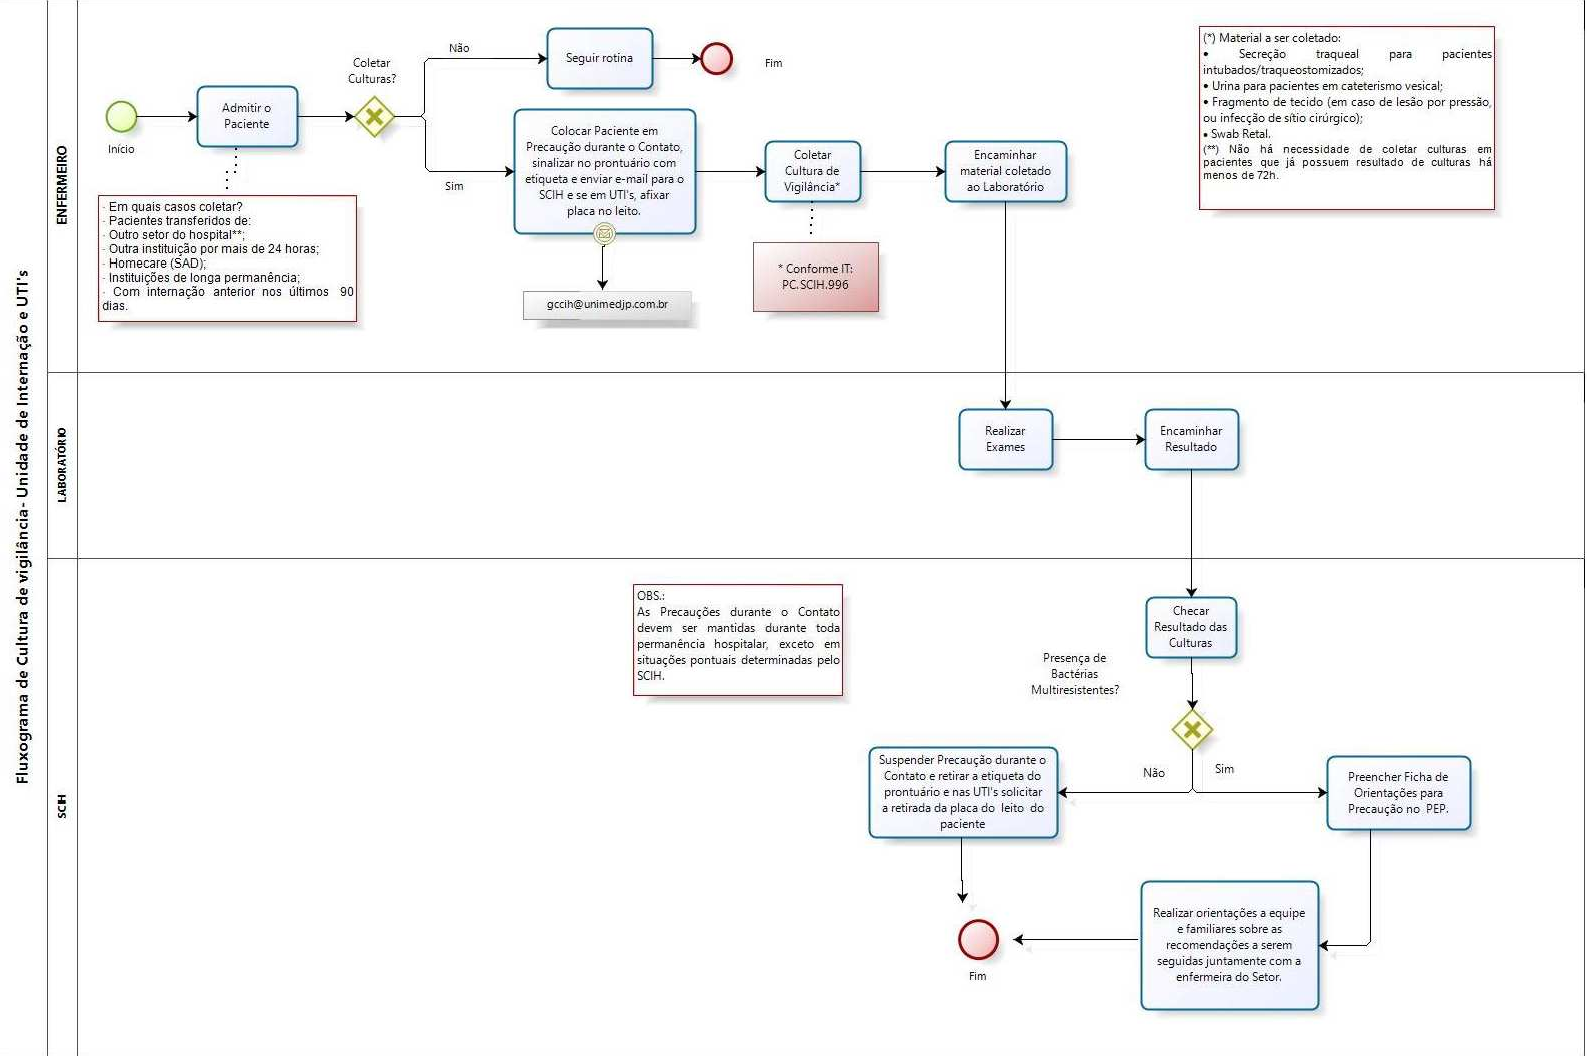 Fluxograma de Cultura de vigilância- Unidade de Internação e UTI's
ENFERMEIRO
Início
Admitir o
Paciente
Coletar
Culturas?
Não
Seguir rotina
Fim
Sim
Colocar Paciente em
Precaução durante o Contato,
sinalizar no prontuário com
etiqueta e enviar e-mail para o
SCIH e se em UTI's, afixar
placa no leito.
gccih@unimedjp.com.br
Coletar
Cultura de
Vigilância*
* Conforme IT:
PC.SCIH.996
Encaminhar
material coletado
ao Laboratório
· Em quais casos coletar?
· Pacientes transferidos de:
· Outro setor do hospital**;
· Outra instituição por mais de 24 horas;
· Homecare (SAD);
· Instituições de longa permanência;
· Com internação anterior nos últimos 90
dias.
(*) Material a ser coletado:
• Secreção traqueal para pacientes
intubados/traqueostomizados;
• Urina para pacientes em cateterismo vesical;
• Fragmento de tecido (em caso de lesão por pressão,
ou infecção de sítio cirúrgico);
• Swab Retal.
(**) Não há necessidade de coletar culturas em
pacientes que já possuem resultado de culturas há
menos de 72h.
LABORATÓRIO
Realizar
Exames
Encaminhar
Resultado
SCIH
OBS.:
As Precauções durante o Contato
devem ser mantidas durante toda
permanência hospitalar, exceto em
situações pontuais determinadas pelo
SCIH.
Checar
Resultado das
Culturas
Presença de
Bactérias
Multiresistentes?
Não
Sim
Suspender Precaução durante o
Contato e retirar a etiqueta do
prontuário e nas UTI's solicitar
a retirada da placa do leito do
paciente
Preencher Ficha de
Orientações para
Precaução no PEP.
Realizar orientações a equipe
e familiares sobre as
recomendações a serem
seguidas juntamente com a
enfermeira do Setor.
Fim